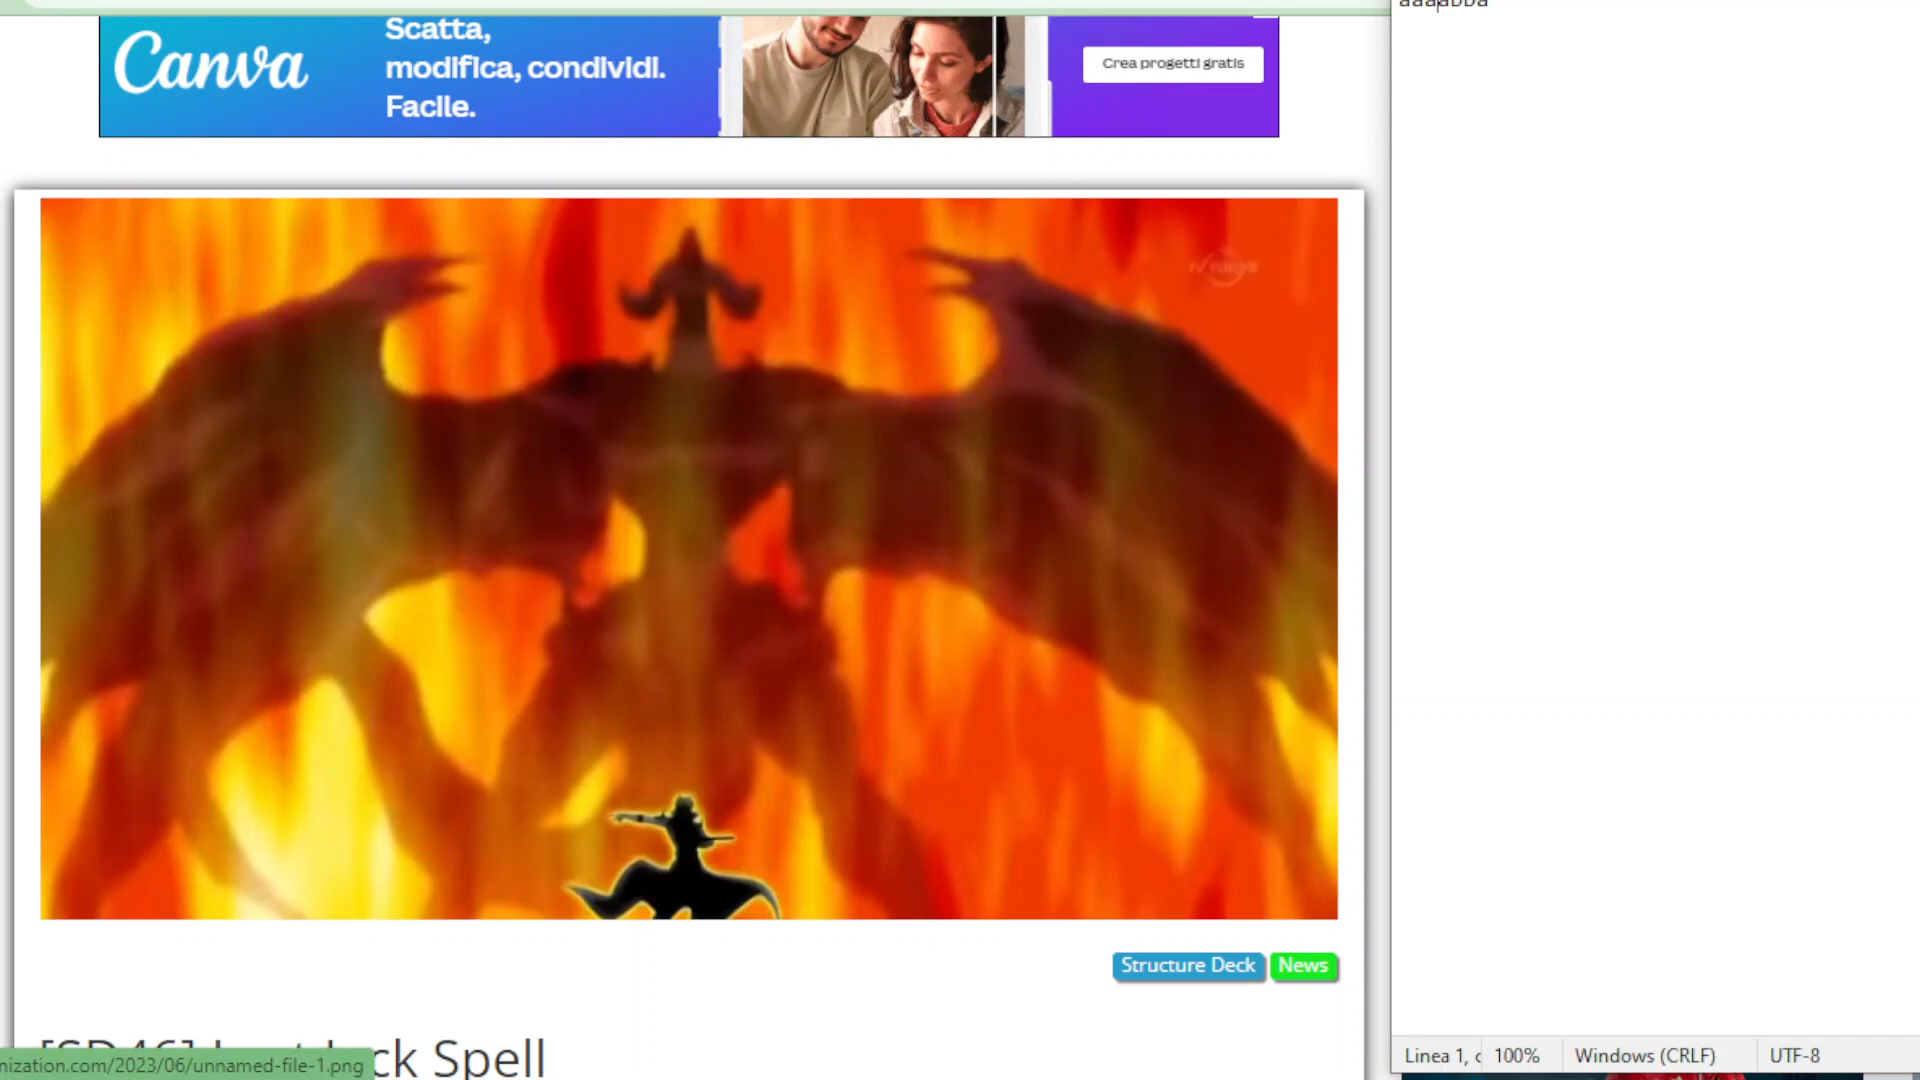 aaaabba
Canva
Scatta,
modifica, condividi.
Facile.
Crea progetti gratis
Structure Deck
News
ck Spell
nization.com/2023/06/unnamed-file-1.png
Linea 1, c
100%
Windows (CRLF)
UTF-8